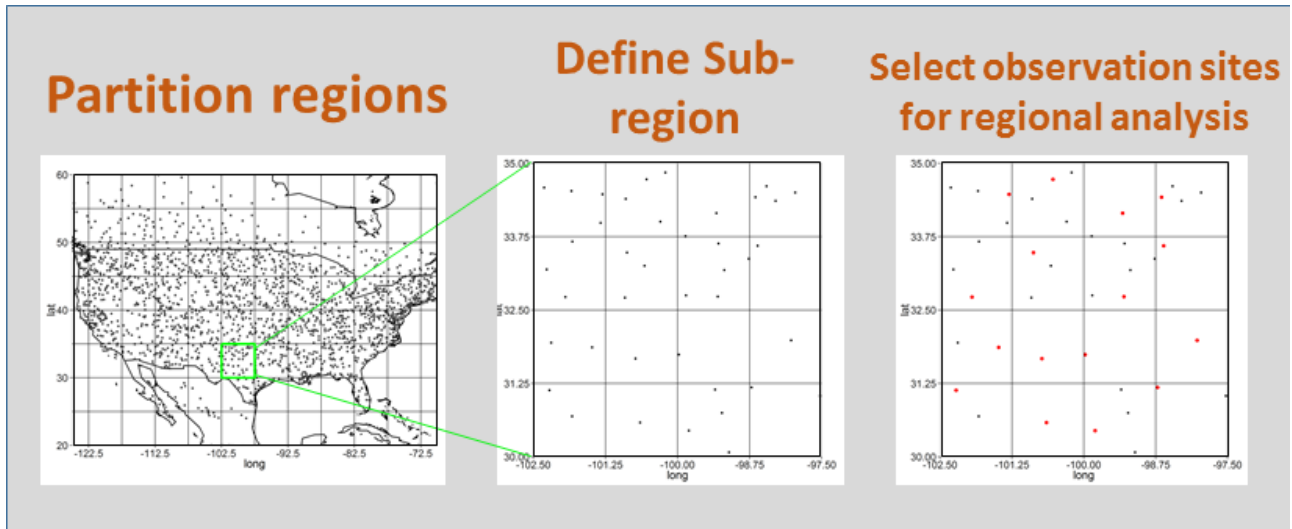 Partition regions
Define Sub-
region
Select observation sites
for regional analysis
60
50
40
30
20
lat
-122.5 -112.5 -102.5 -92.5 -82.5 -72.5
long
35.00
33.75
32.50
31.25
30.00
lat
-102.50 -101.25 -100.00 -98.75 -97.50
long
35.00
33.75
32.50
31.25
30.00
lat
-102.50 -101.25 -100.00 -98.75 -97.50
long